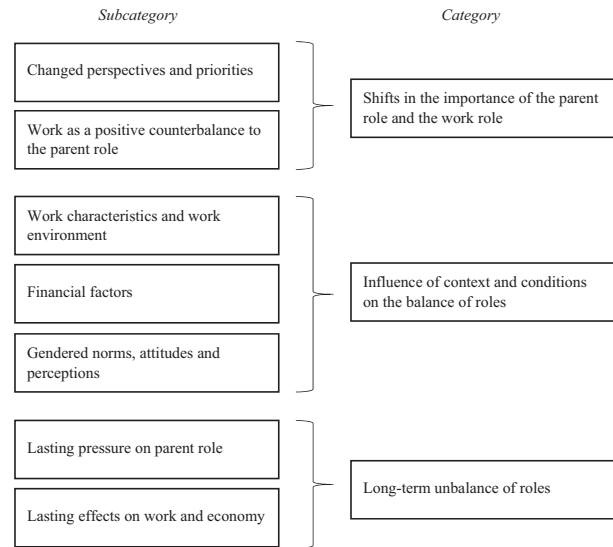 Subcategory
Category
Changed perspectives and priorities
Work as a positive counterbalance to
the parent role
Shifts in the importance of the parent
role and the work role
Work characteristics and work
environment
Financial factors
Gendered norms, attitudes and
perceptions
Influence of context and conditions
on the balance of roles
Lasting pressure on parent role
Lasting effects on work and economy
Long-term unbalance of roles